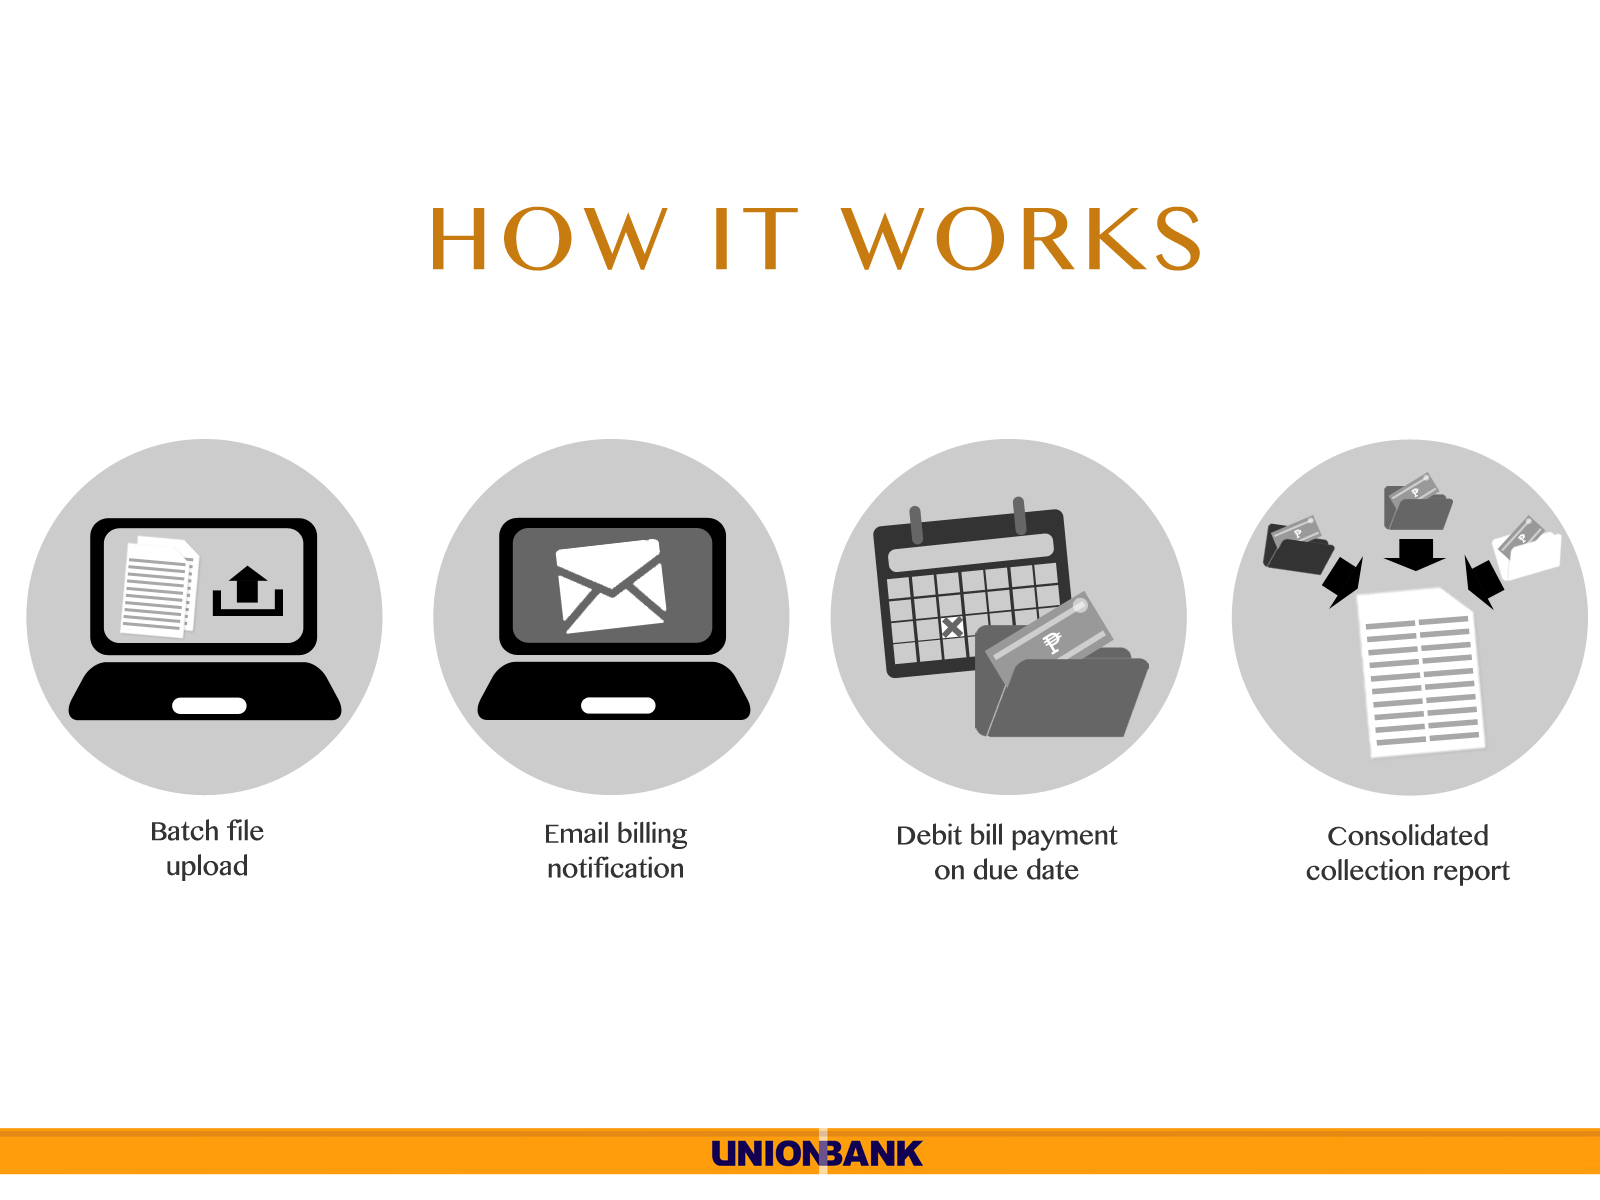 HOW IT WORKS
₱
₱
₱
₱
Batch file
upload
Email billing
notification
Debit bill payment
on due date
Consolidated
collection report
UNIONBANK